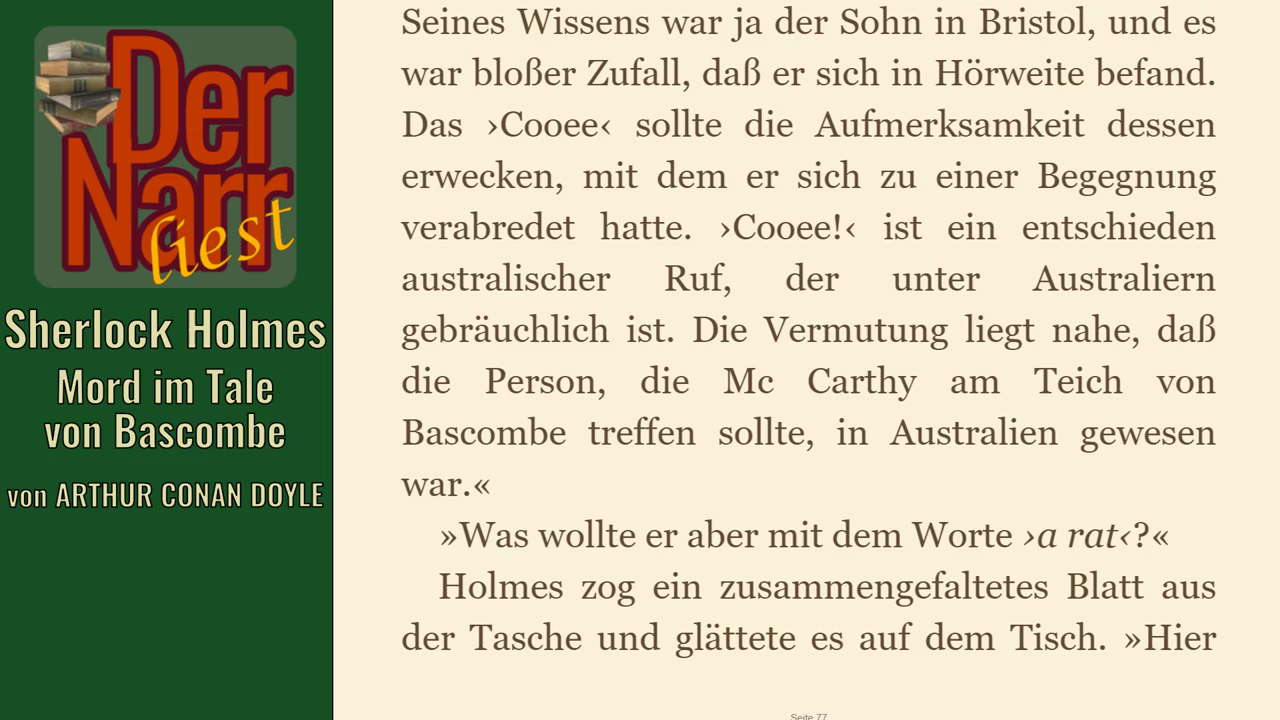 Der
Narr
liest
Sherlock Holmes
Mord im Tale
von Bascombe
von ARTHUR CONAN DOYLE
Seines Wissens war ja der Sohn in Bristol, und es
war bloßer Zufall, daß er sich in Hörweite befand.
Das ›Cooee‹ sollte die Aufmerksamkeit dessen
erwecken, mit dem er sich zu einer Begegnung
verabredet hatte. ›Cooee!‹ ist ein entschieden
australischer Ruf, der unter Australiern
gebräuchlich ist. Die Vermutung liegt nahe, daß
die Person, die Mc Carthy am Teich von
Bascombe treffen sollte, in Australien gewesen
war.«
»Was wollte er aber mit dem Worte ›a rat‹?«
Holmes zog ein zusammengefaltetes Blatt aus
der Tasche und glättete es auf dem Tisch. »Hier
Seite 77